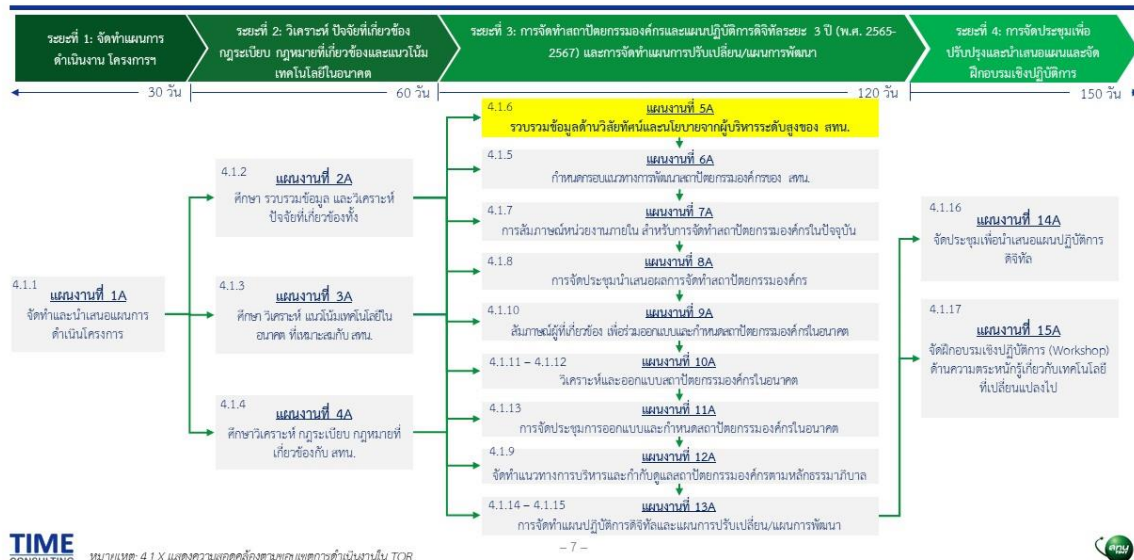 ระยะที่ 1: จัดทำแผนการ
ดำเนินงาน โครงการฯ
ระยะที่ 2: วิเคราะห์ ปัจจัยที่เกี่ยวข้อง
กฎระเบียบ กฎหมายที่เกี่ยวข้องและแนวโน้ม
เทคโนโลยีในอนาคต
ระยะที่ 3: การจัดทำสถาปัตยกรรมองค์กรและแผนปฏิบัติการดิจิทัลระยะ 3 ปี (พ.ศ. 2565-
2567) และการจัดทำแผนการปรับเปลี่ยน/แผนการพัฒนา
ระยะที่ 4: การจัดประชุมเพื่อ
ปรับปรุงและนำเสนอแผนและจัด
ฝึกอบรมเชิงปฏิบัติการ
30 วัน
60 วัน
120 วัน
150 วัน
4.1.1
แผนงานที่ 1A
จัดทำและนำเสนอแผนการ
ดำเนินโครงการ
4.1.2
แผนงานที่ 2A
ศึกษา รวบรวมข้อมูล และวิเคราะห์
ปัจจัยที่เกี่ยวข้องทั้ง
4.1.3
แผนงานที่ 3A
ศึกษา วิเคราะห์ แนวโน้มเทคโนโลยีใน
อนาคต ที่เหมาะสมกับ สทน.
4.1.4
แผนงานที่ 4A
ศึกษาวิเคราะห์ กฎระเบียบ กฎหมายที่
เกี่ยวข้องกับ สทน.
4.1.6
แผนงานที่ 5A
รวบรวมข้อมูลด้านวิสัยทัศน์และนโยบายจากผู้บริหารระดับสูงของ สทน.
4.1.5
แผนงานที่ 6A
กำหนดกรอบแนวทางการพัฒนาสถาปัตยกรรมองค์กรของ สทน.
4.1.7
แผนงานที่ 7A
การสัมภาษณ์หน่วยงานภายใน สำหรับการจัดทำสถาปัตยกรรมองค์กรในปัจจุบัน
4.1.8
แผนงานที่ 8A
การจัดประชุมนำเสนอผลการจัดทำสถาปัตยกรรมองค์กร
4.1.10
แผนงานที่ 9A
สัมภาษณ์ผู้ที่เกี่ยวข้อง เพื่อร่วมออกแบบและกำหนดสถาปัตยกรรมองค์กรในอนาคต
4.1.11 – 4.1.12
แผนงานที่ 10A
วิเคราะห์และออกแบบสถาปัตยกรรมองค์กรในอนาคต
4.1.13
แผนงานที่ 11A
การจัดประชุมการออกแบบและกำหนดสถาปัตยกรรมองค์กรในอนาคต
4.1.9
แผนงานที่ 12A
จัดทำแนวทางการบริหารและกำกับดูแลสถาปัตยกรรมองค์กรตามหลักธรรมาภิบาล
4.1.14 – 4.1.15
แผนงานที่ 13A
การจัดทำแผนปฏิบัติการดิจิทัลและแผนการปรับเปลี่ยน/แผนการพัฒนา
4.1.16
แผนงานที่ 14A
จัดประชุมเพื่อนำเสนอแผนปฏิบัติการ
ดิจิทัล
4.1.17
แผนงานที่ 15A
จัดฝึกอบรมเชิงปฏิบัติการ (Workshop)
ด้านความตระหนักรู้เกี่ยวกับเทคโนโลยี
ที่เปลี่ยนแปลงไป
TIME
CONSULTING
หมายเหตุ: 4.1.X แสดงความสอดคล้องตามขอบเขตการดำเนินงานใน TOR
– 7 –